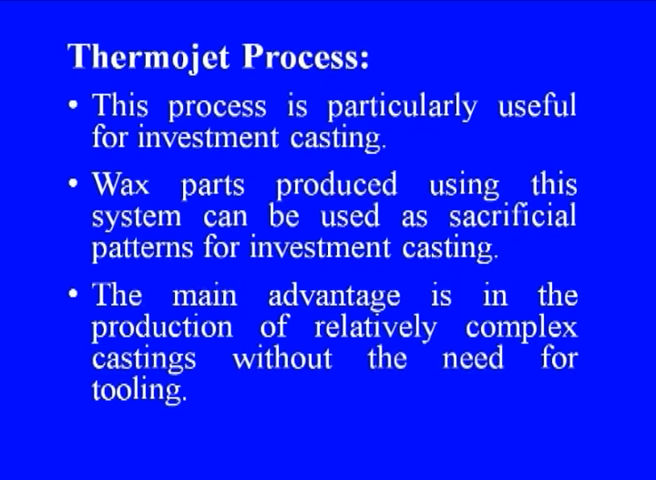 Thermojet Process:
• This process is particularly useful
for investment casting.
• Wax parts produced using this
system can be used as sacrificial
patterns for investment casting.
• The main advantage is in the
production of relatively complex
castings without the need for
tooling.